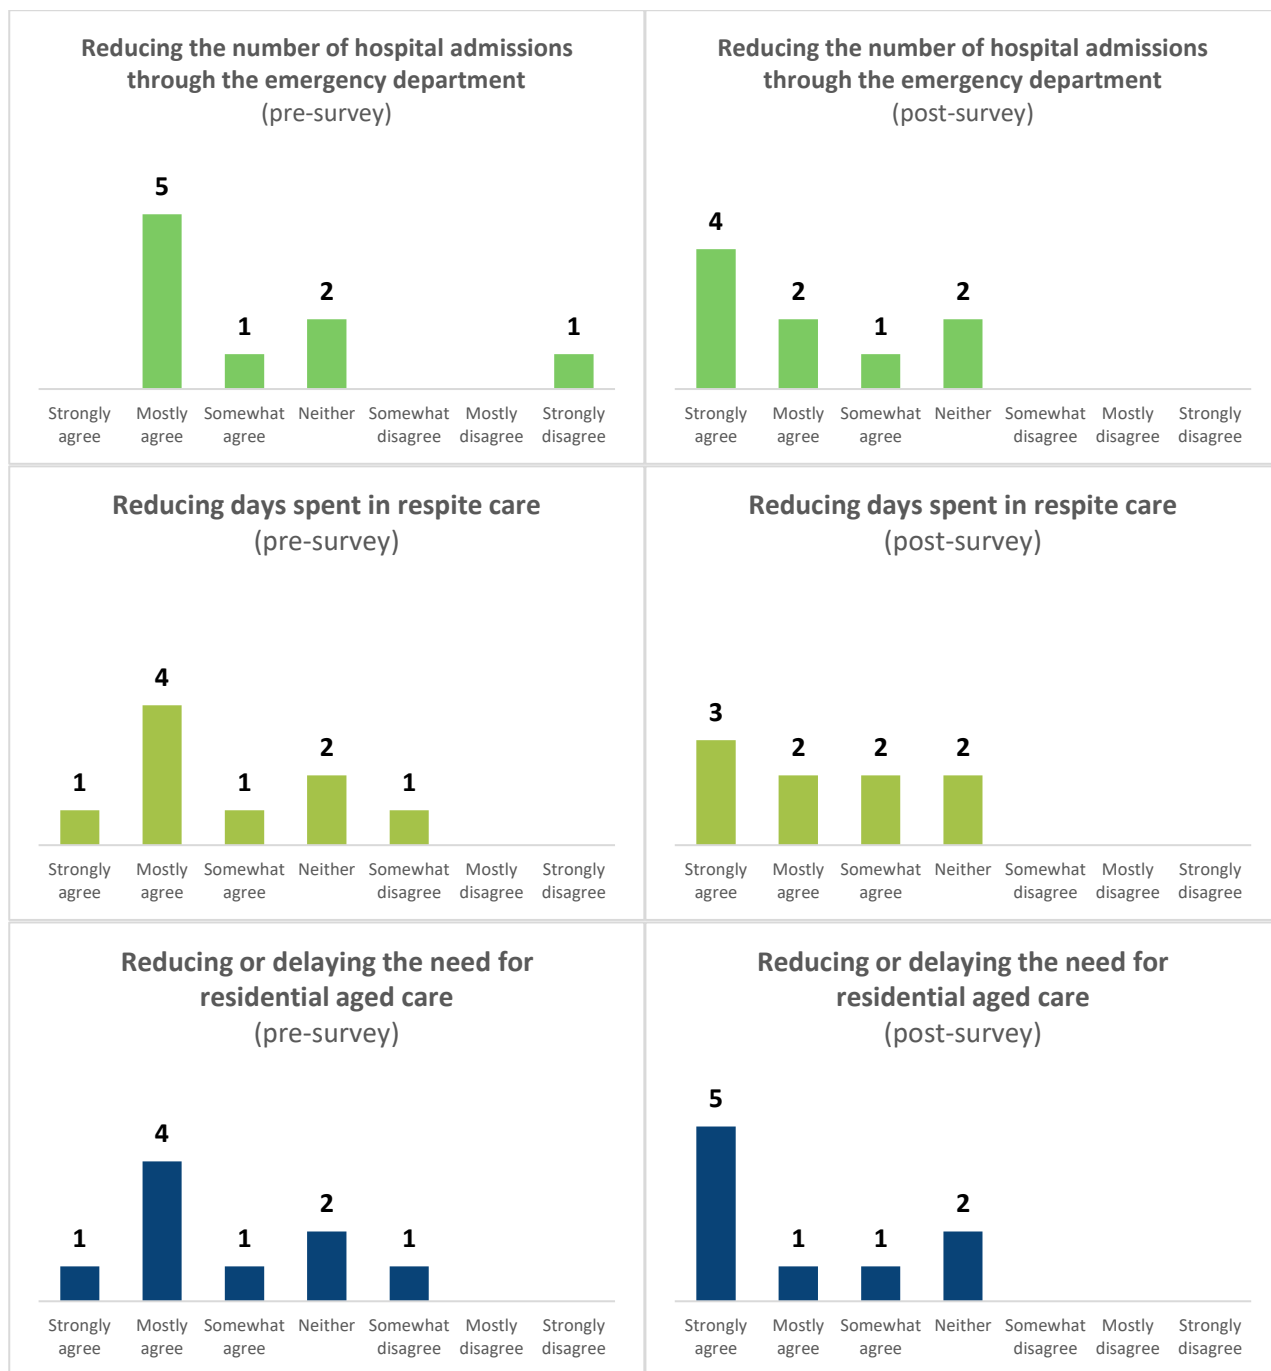 Reducing the number of hospital admissions
through the emergency department
(pre-survey)
5
1
2
1
Strongly agree
Mostly agree
Somewhat agree
Neither
Somewhat disagree
Mostly disagree
Strongly disagree
Reducing the number of hospital admissions
through the emergency department
(post-survey)
4
2
1
2
Strongly agree
Mostly agree
Somewhat agree
Neither
Somewhat disagree
Mostly disagree
Strongly disagree
Reducing days spent in respite care
(pre-survey)
1
4
1
2
1
Strongly agree
Mostly agree
Somewhat agree
Neither
Somewhat disagree
Mostly disagree
Strongly disagree
Reducing days spent in respite care
(post-survey)
3
2
2
2
Strongly agree
Mostly agree
Somewhat agree
Neither
Somewhat disagree
Mostly disagree
Strongly disagree
Reducing or delaying the need for
residential aged care
(pre-survey)
1
4
1
2
1
Strongly agree
Mostly agree
Somewhat agree
Neither
Somewhat disagree
Mostly disagree
Strongly disagree
Reducing or delaying the need for
residential aged care
(post-survey)
5
1
1
2
Strongly agree
Mostly agree
Somewhat agree
Neither
Somewhat disagree
Mostly disagree
Strongly disagree